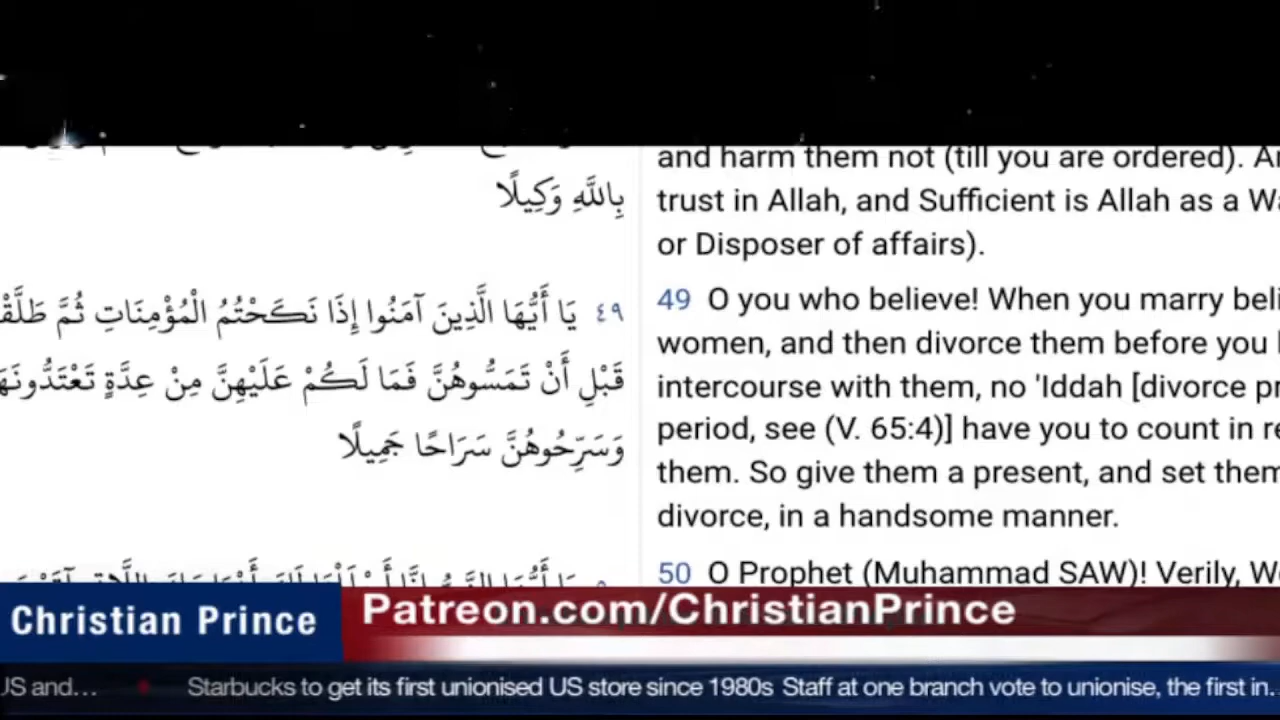 بِاللَّهِ وَكِيلًا
٤٩ يَا أَيُّهَا الَّذِينَ آمَنُوا إِذَا نَكَحْتُمُ الْمُؤْمِنَاتِ ثُمَّ
قَبْلِ أَنْ تَمَسُّوهُنَّ فَمَا لَكُمْ عَلَيْهِنَّ مِنْ عِدَّةٍ
وَسَرِّحُوهُنَّ سَرَاحًا جَمِيلًا
and harm them not (till you are ordered).
trust in Allah, and Sufficient is Allah as a
or Disposer of affairs).
49 O you who believe! When you marry
women, and then divorce them before you
intercourse with them, no 'Iddah [divorce
period, see (V. 65:4)] have you to count in
them. So give them a present, and set them
divorce, in a handsome manner.
50 O Prophet (Muhammad SAW)! Verily,
Christian Prince
Patreon.com/ChristianPrince
US and... Starbucks to get its first unionised US store since 1980s Staff at one branch vote to unionise, the first in...